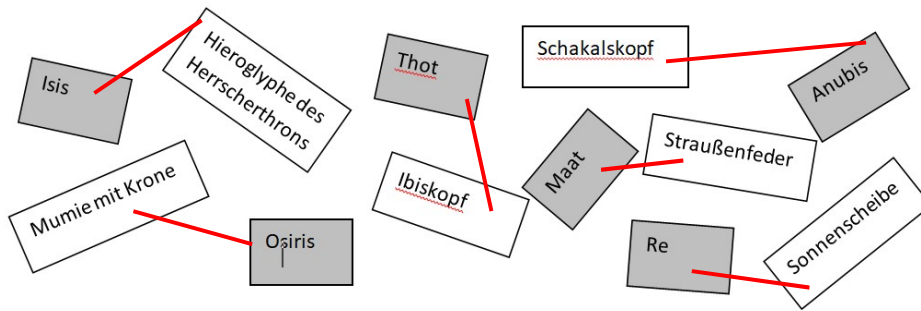 Isis
Hieroglyphe des
Herrscherthrons
Thot
Schakalskopf
Anubis
Mumie mit Krone
Osiris
Ibiskopf
Maat
Straußenfeder
Re
Sonnenscheibe